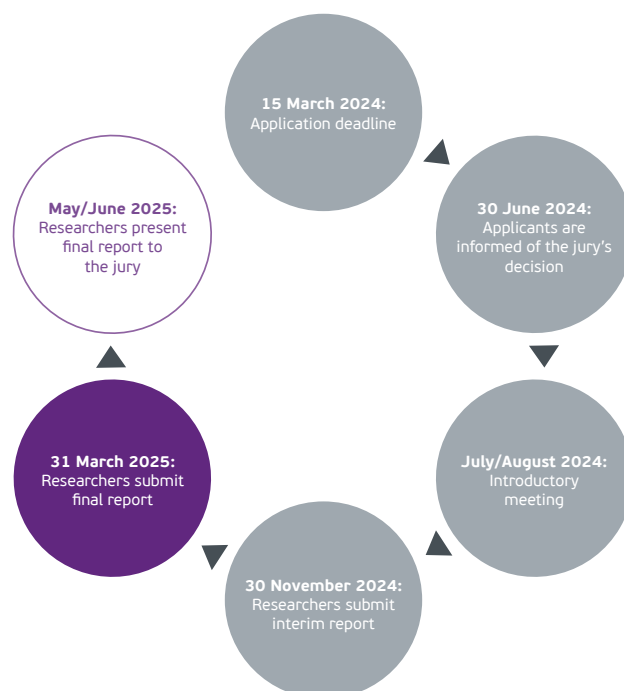 15 March 2024:
Application deadline
30 June 2024:
Applicants are
informed of the jury's
decision
July/August 2024:
Introductory
meeting
30 November 2024:
Researchers submit
interim report
31 March 2025:
Researchers submit
final report
May/June 2025:
Researchers present
final report to
the jury